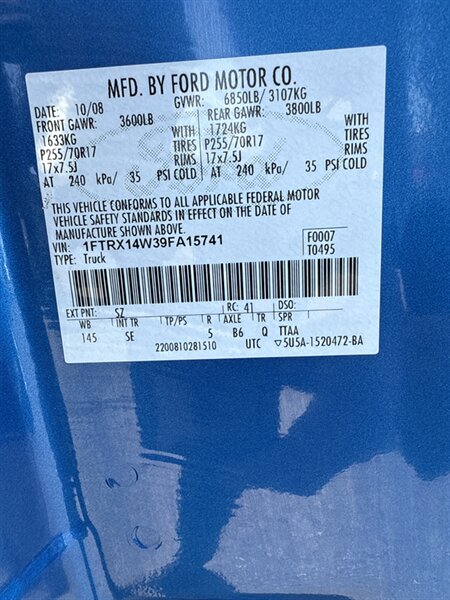 MFD. BY FORD MOTOR CO.
DATE: 10/08 GVWR: 6850LB/ 3107KG
FRONT GAWR: 3600LB REAR GAWR: 3800LB
1633KG WITH 1724KG WITH
P255/70R17 TIRES P255/70R17 TIRES
17x7.5J RIMS 17x7.5J RIMS
AT 240 kPa/ 35 PSI COLD AT 240 kPa/ 35 PSI COLD
THIS VEHICLE CONFORMS TO ALL APPLICABLE FEDERAL MOTOR
VEHICLE SAFETY STANDARDS IN EFFECT ON THE DATE OF
MANUFACTURE SHOWN ABOVE.
VIN: 1FTRX14W39FA15741 F0007
TYPE: Truck T0495
EXT PNT: SZ RC: 41 DSO:
WB INT TR TP/PS R AXLE TR SPR
145 SE 5 B6 Q TTAA
2200810281510 UTC ▽5U5A-1520472-BA